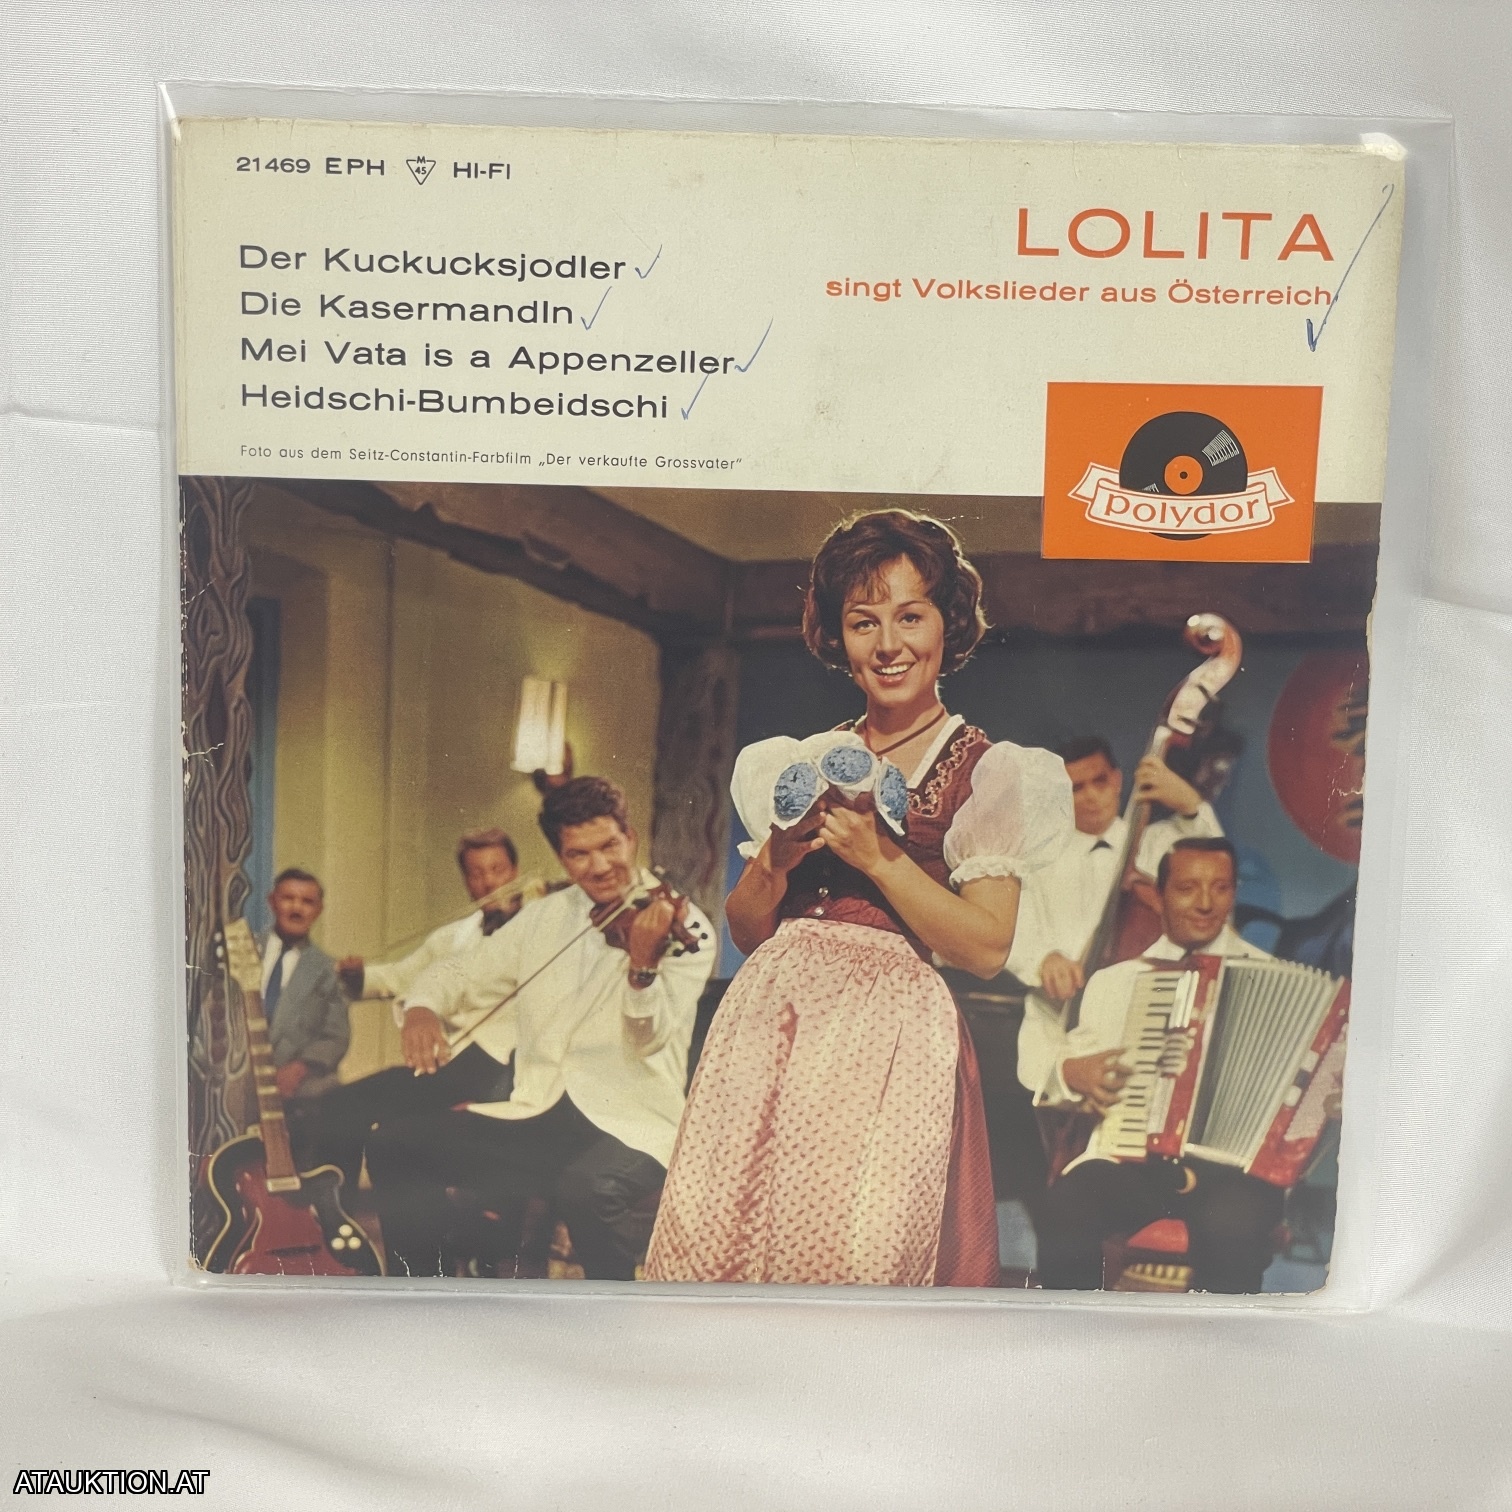 21469 EPH M 45 HI-FI
LOLITA
singt Volkslieder aus Österreich
Der Kuckucksjodler
Die Kasermandln
Mei Vata is a Appenzeller
Heidschi-Bumbeidschi
Foto aus dem Seitz-Constantin-Farbfilm „Der verkaufte Grossvater"
polydor
ATAUKTION.AT